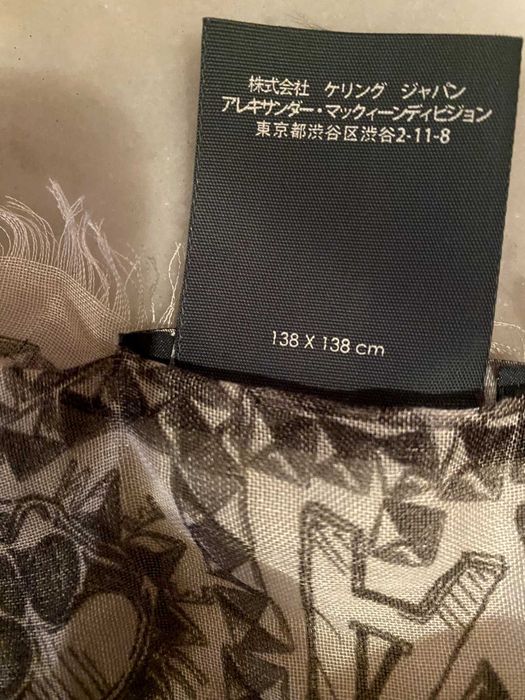 株式会社 ケリング ジャパン
アレキサンダー・マックィーンディビジョン
東京都渋谷区渋谷2-11-8
138 X 138 cm